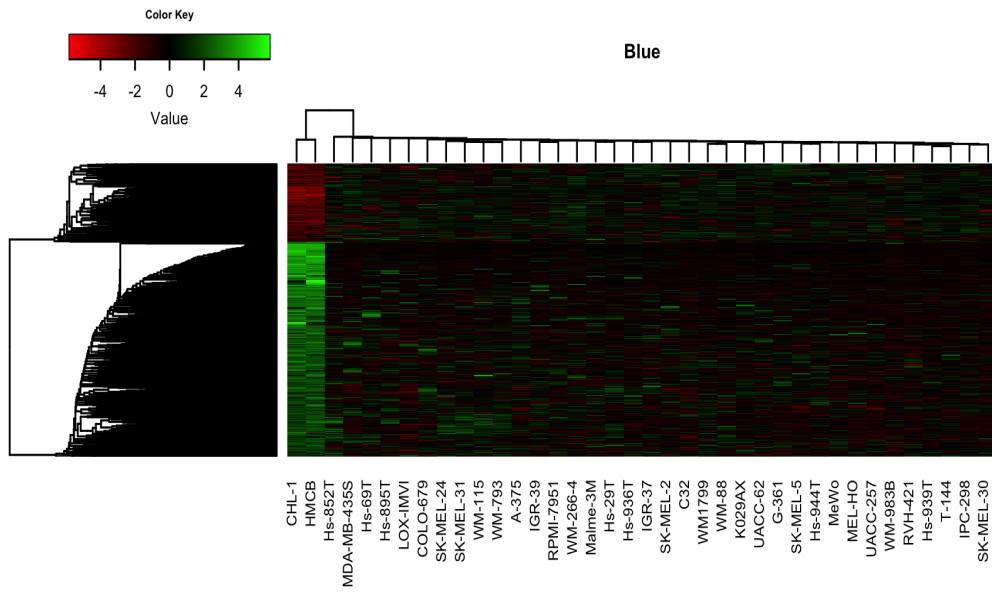 Color Key
-4 -2 0 2 4
Value
Blue
CHL-1
HMCB
Hs-852T
MDA-MB-435S
Hs-69T
Hs-895T
LOX-IMVI
COLO-679
SK-MEL-24
SK-MEL-31
WM-115
WM-793
A-375
IGR-39
RPMI-7951
WM-266-4
Malme-3M
Hs-29T
Hs-936T
IGR-37
SK-MEL-2
C32
WM1799
WM-88
K029AX
UACC-62
G-361
SK-MEL-5
Hs-944T
MeWo
MEL-HO
UACC-257
WM-983B
RVH-421
Hs-939T
T-144
IPC-298
SK-MEL-30